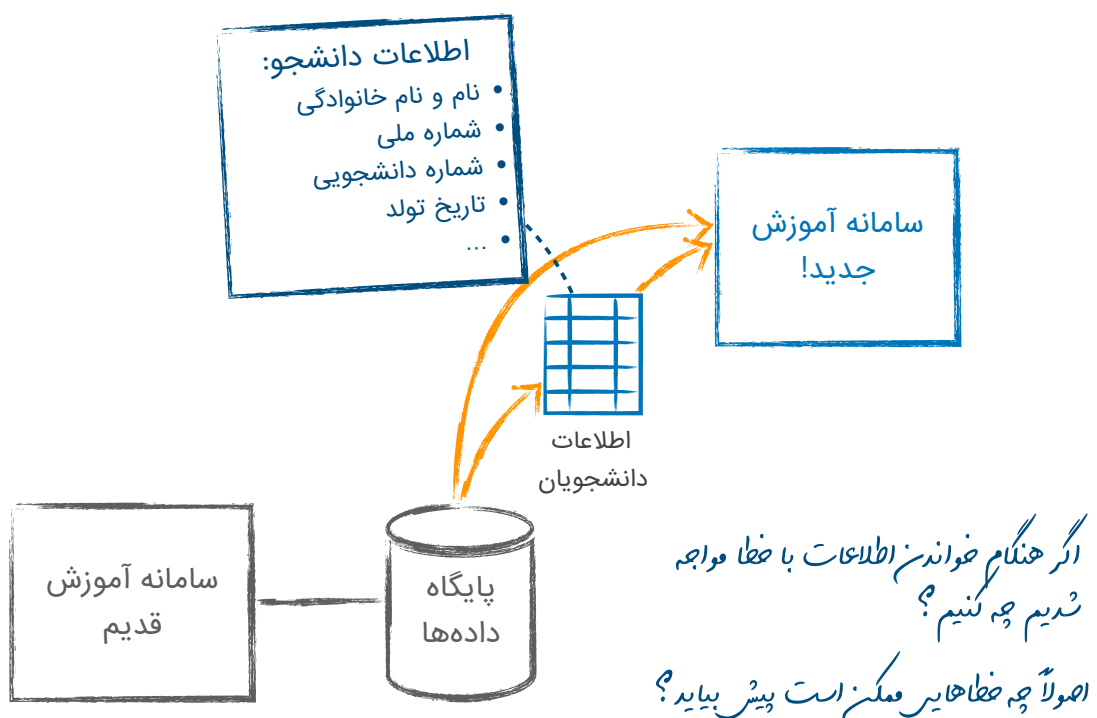 اطلاعات دانشجو:
• نام و نام خانوادگی
• شماره ملی
• شماره دانشجویی
• تاریخ تولد
• ...
سامانه آموزش
جدید!
اطلاعات
دانشجویان
سامانه آموزش
قدیم
پایگاه
داده‌ها
اگر هنگام خواندن اطلاعات با خطا مواجه
شدیم چه کنیم؟
اصولاً چه خطاهایی ممکن است پیش بیاید؟